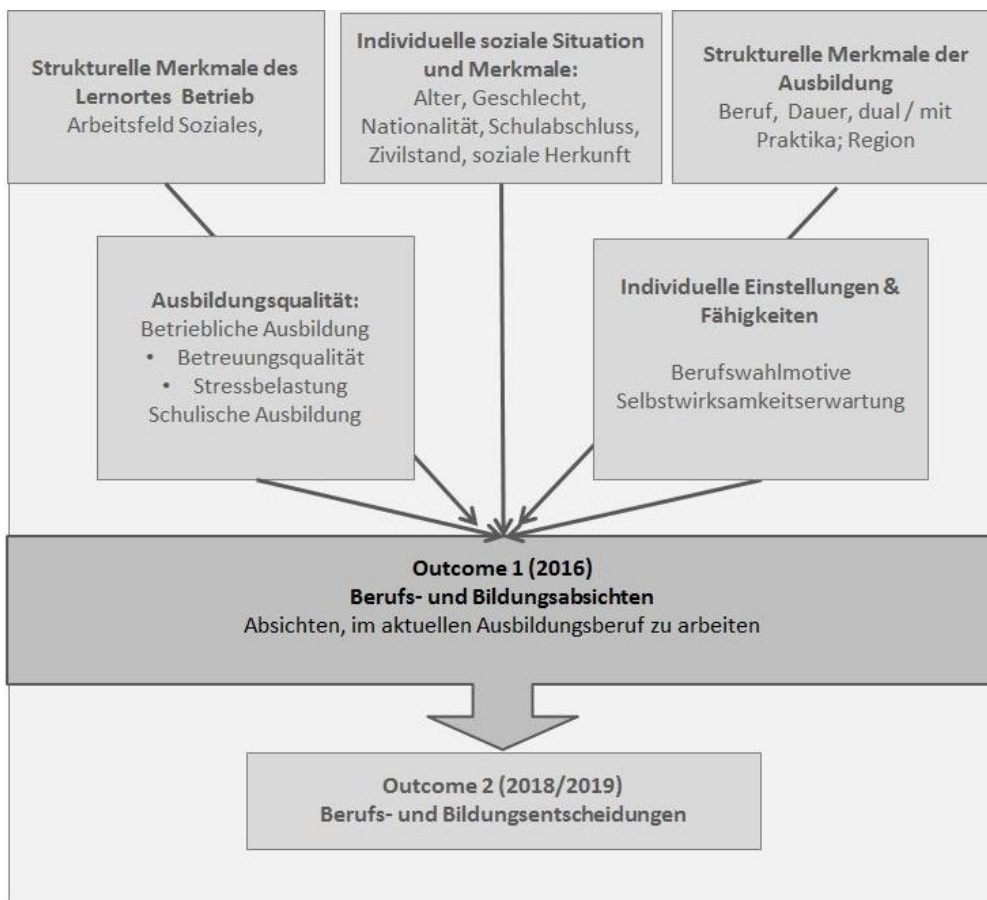 Strukturelle Merkmale des
Lernortes Betrieb
Arbeitsfeld Soziales,
Individuelle soziale Situation
und Merkmale:
Alter, Geschlecht,
Nationalität, Schulabschluss,
Zivilstand, soziale Herkunft
Strukturelle Merkmale der
Ausbildung
Beruf, Dauer, dual / mit
Praktika; Region
Ausbildungsqualität:
Betriebliche Ausbildung
• Betreuungsqualität
• Stressbelastung
Schulische Ausbildung
Individuelle Einstellungen &
Fähigkeiten
Berufswahlmotive
Selbstwirksamkeitserwartung
Outcome 1 (2016)
Berufs- und Bildungsabsichten
Absichten, im aktuellen Ausbildungsberuf zu arbeiten
Outcome 2 (2018/2019)
Berufs- und Bildungsentscheidungen